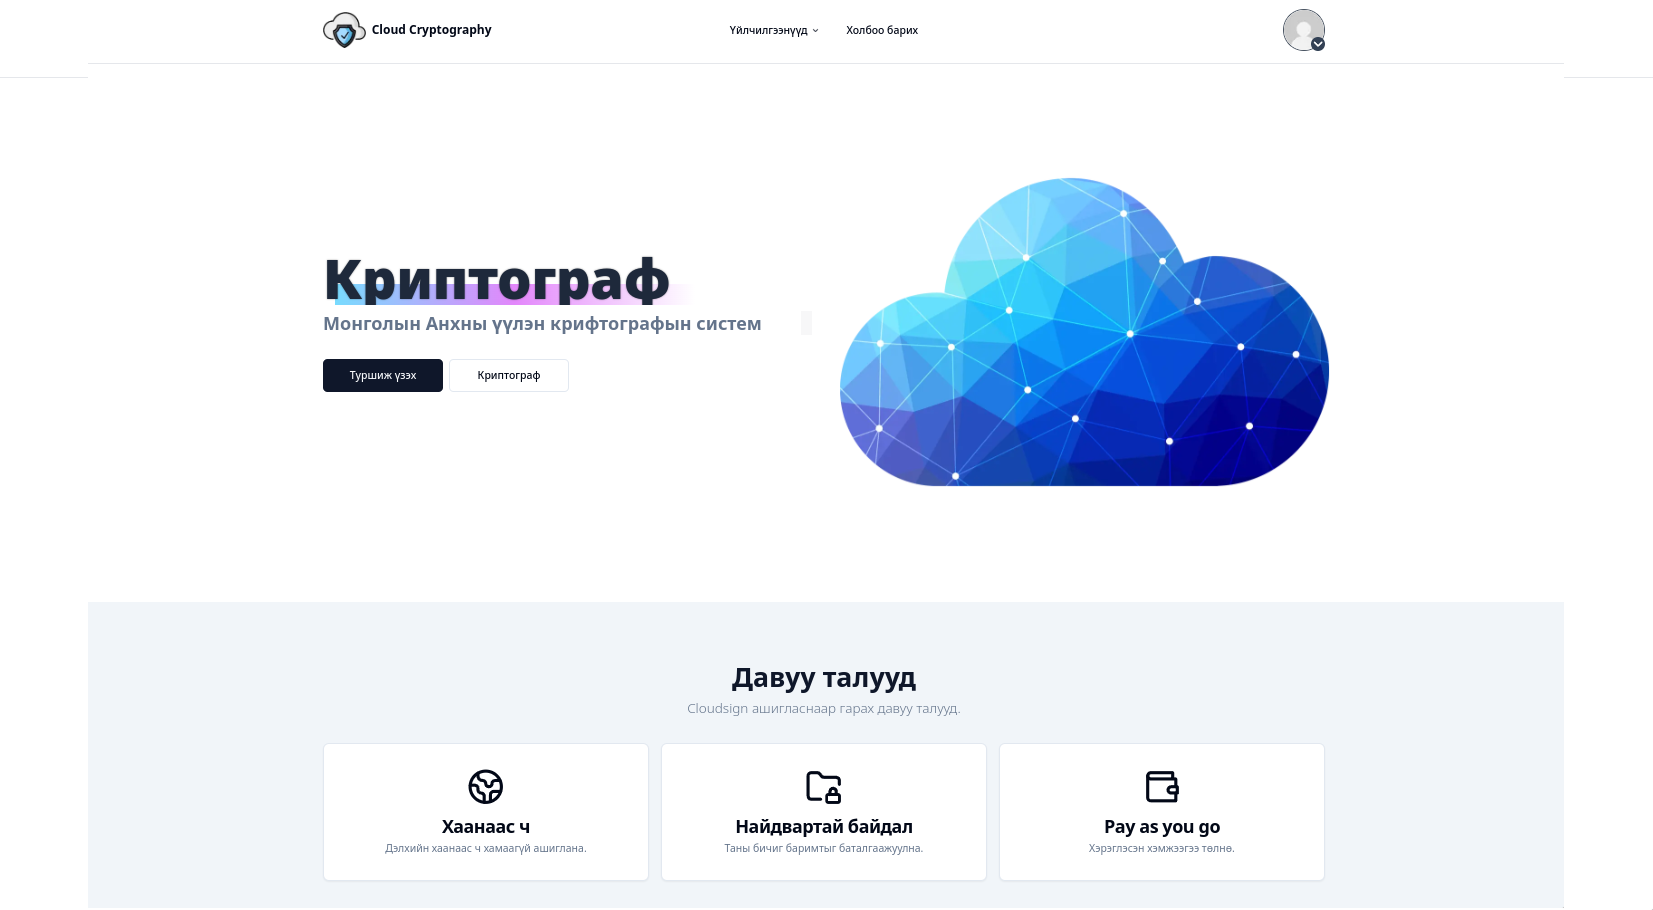 Cloud Cryptography
Үйлчилгээнүүд
Холбоо барих
Криптограф
Монголын Анхны үүлэн крифтографын систем
Туршиж үзэх
Криптограф
Давуу талууд
Cloudsign ашигласнаар гарах давуу талууд.
Хаанаас ч
Дэлхийн хаанаас ч хамаагүй ашиглана.
Найдвартай байдал
Таны бичиг баримтыг баталгаажуулна.
Pay as you go
Хэрэглэсэн хэмжээгээ төлнө.